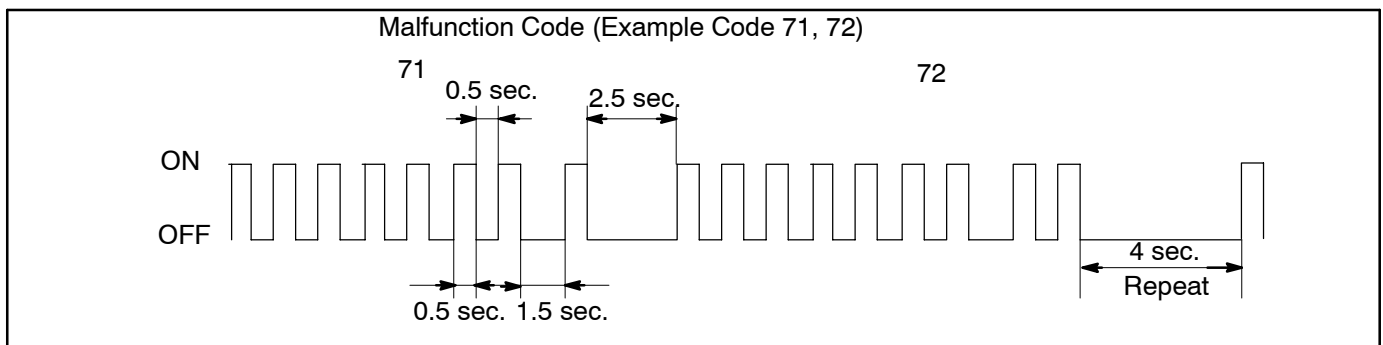 Malfunction Code (Example Code 71, 72)
71
72
0.5 sec.
2.5 sec.
ON
OFF
4 sec.
Repeat
0.5 sec.
1.5 sec.